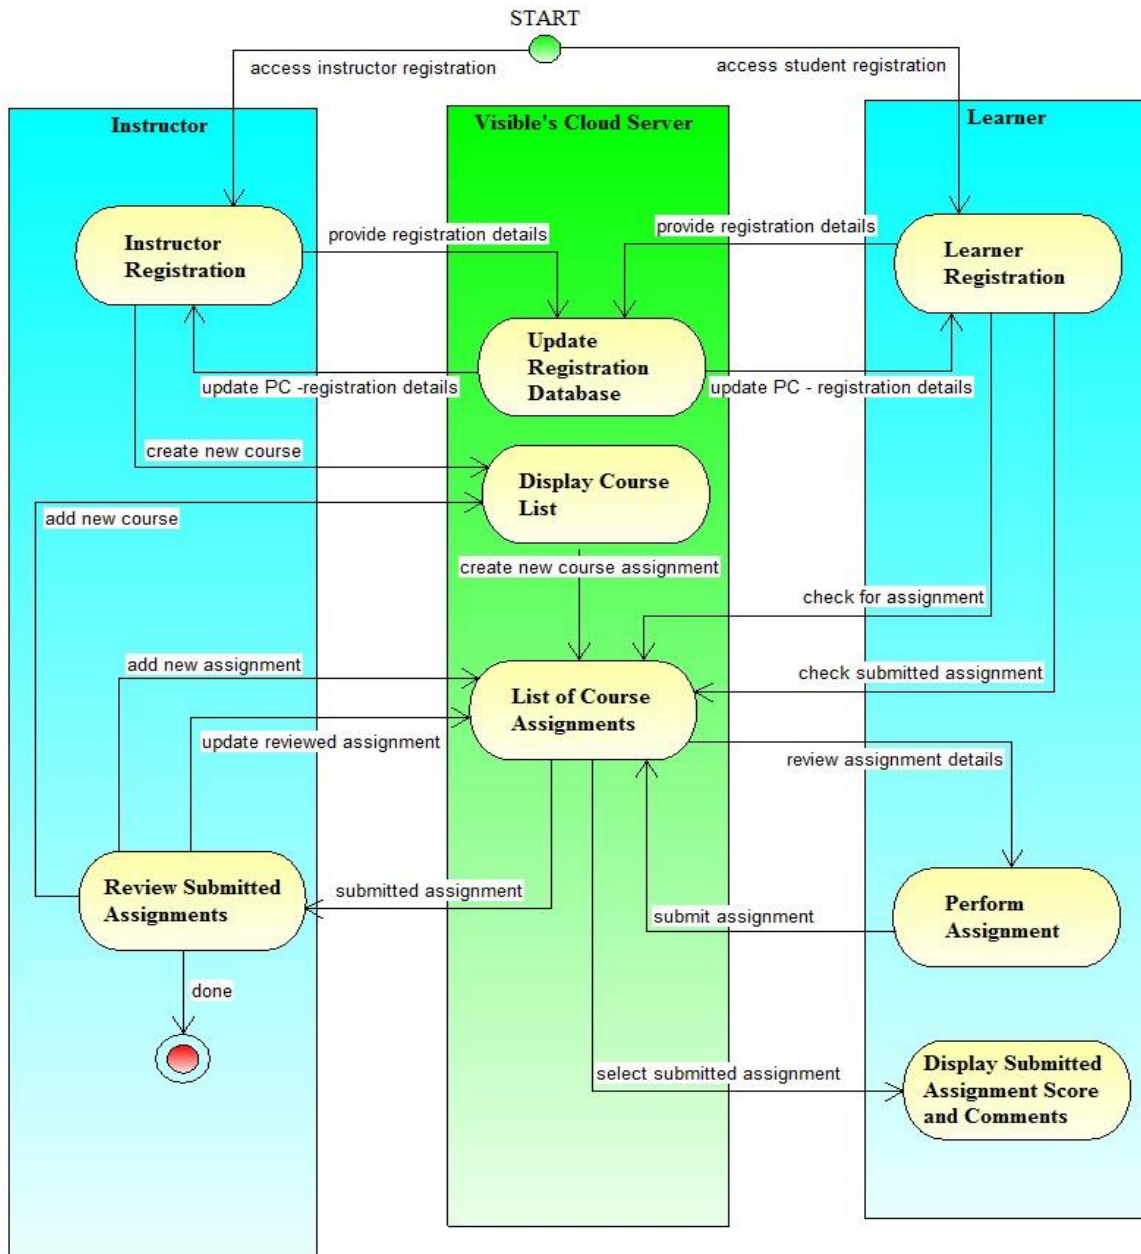 START
access instructor registration
access student registration
Instructor
Visible's Cloud Server
Learner
Instructor
Registration
provide registration details
provide registration details
Learner
Registration
Update
Registration
Database
update PC -registration details
update PC - registration details
create new course
Display Course
List
add new course
create new course assignment
check for assignment
add new assignment
check submitted assignment
List of Course
Assignments
update reviewed assignment
review assignment details
Review Submitted
Assignments
submitted assignment
submit assignment
Perform
Assignment
done
select submitted assignment
Display Submitted
Assignment Score
and Comments